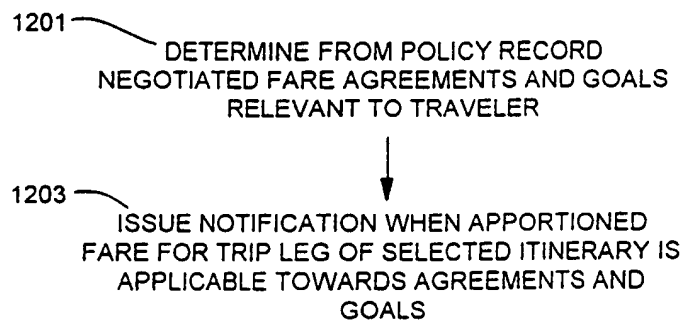 1201
DETERMINE FROM POLICY RECORD
NEGOTIATED FARE AGREEMENTS AND GOALS
RELEVANT TO TRAVELER
1203
ISSUE NOTIFICATION WHEN APPORTIONED
FARE FOR TRIP LEG OF SELECTED ITINERARY IS
APPLICABLE TOWARDS AGREEMENTS AND
GOALS